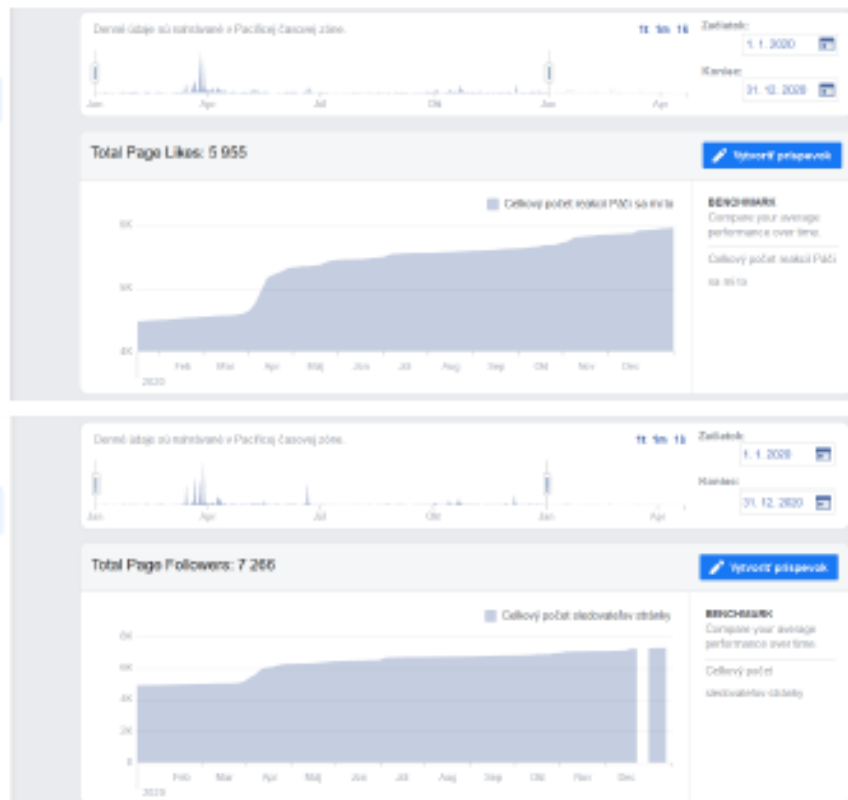 Denné údaje sú nahrávané v Pacificej časovej zóne.
1t 1m 1š
Začiatok:
1. 1. 2020
Koniec:
31. 12. 2020
Jan Apr Júl Okt Jan Apr
Total Page Likes: 5 955
Vytvoriť príspevok
Celkový počet reakcií Páči sa mi to
BENCHMARK
Compare your average
performance over time.
Celkový počet reakcií Páči
sa mi to
6K
5K
4K
Feb Mar Apr Máj Jún Júl Aug Sep Okt Nov Dec
2020
Denné údaje sú nahrávané v Pacificej časovej zóne.
1t 1m 1š
Začiatok:
1. 1. 2020
Koniec:
31. 12. 2020
Jan Apr Júl Okt Jan Apr
Total Page Followers: 7 266
Vytvoriť príspevok
Celkový počet sledovateľov stránky
BENCHMARK
Compare your average
performance over time.
Celkový počet
sledovateľov stránky
8K
6K
4K
2K
0
Feb Mar Apr Máj Jún Júl Aug Sep Okt Nov Dec
2020